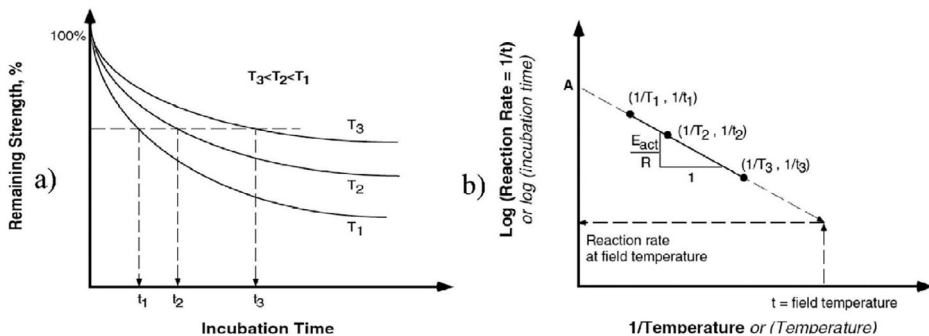 a)
Remaining Strength, %
100%
T3<T2<T1
T3
T2
T1
t1
t2
t3
Incubation Time
b)
Log (Reaction Rate = 1/t)
or log (incubation time)
A
(1/T1 , 1/t1)
(1/T2 , 1/t2)
(1/T3 , 1/t3)
Eact
R
1
Reaction rate
at field temperature
t = field temperature
1/Temperature or (Temperature)